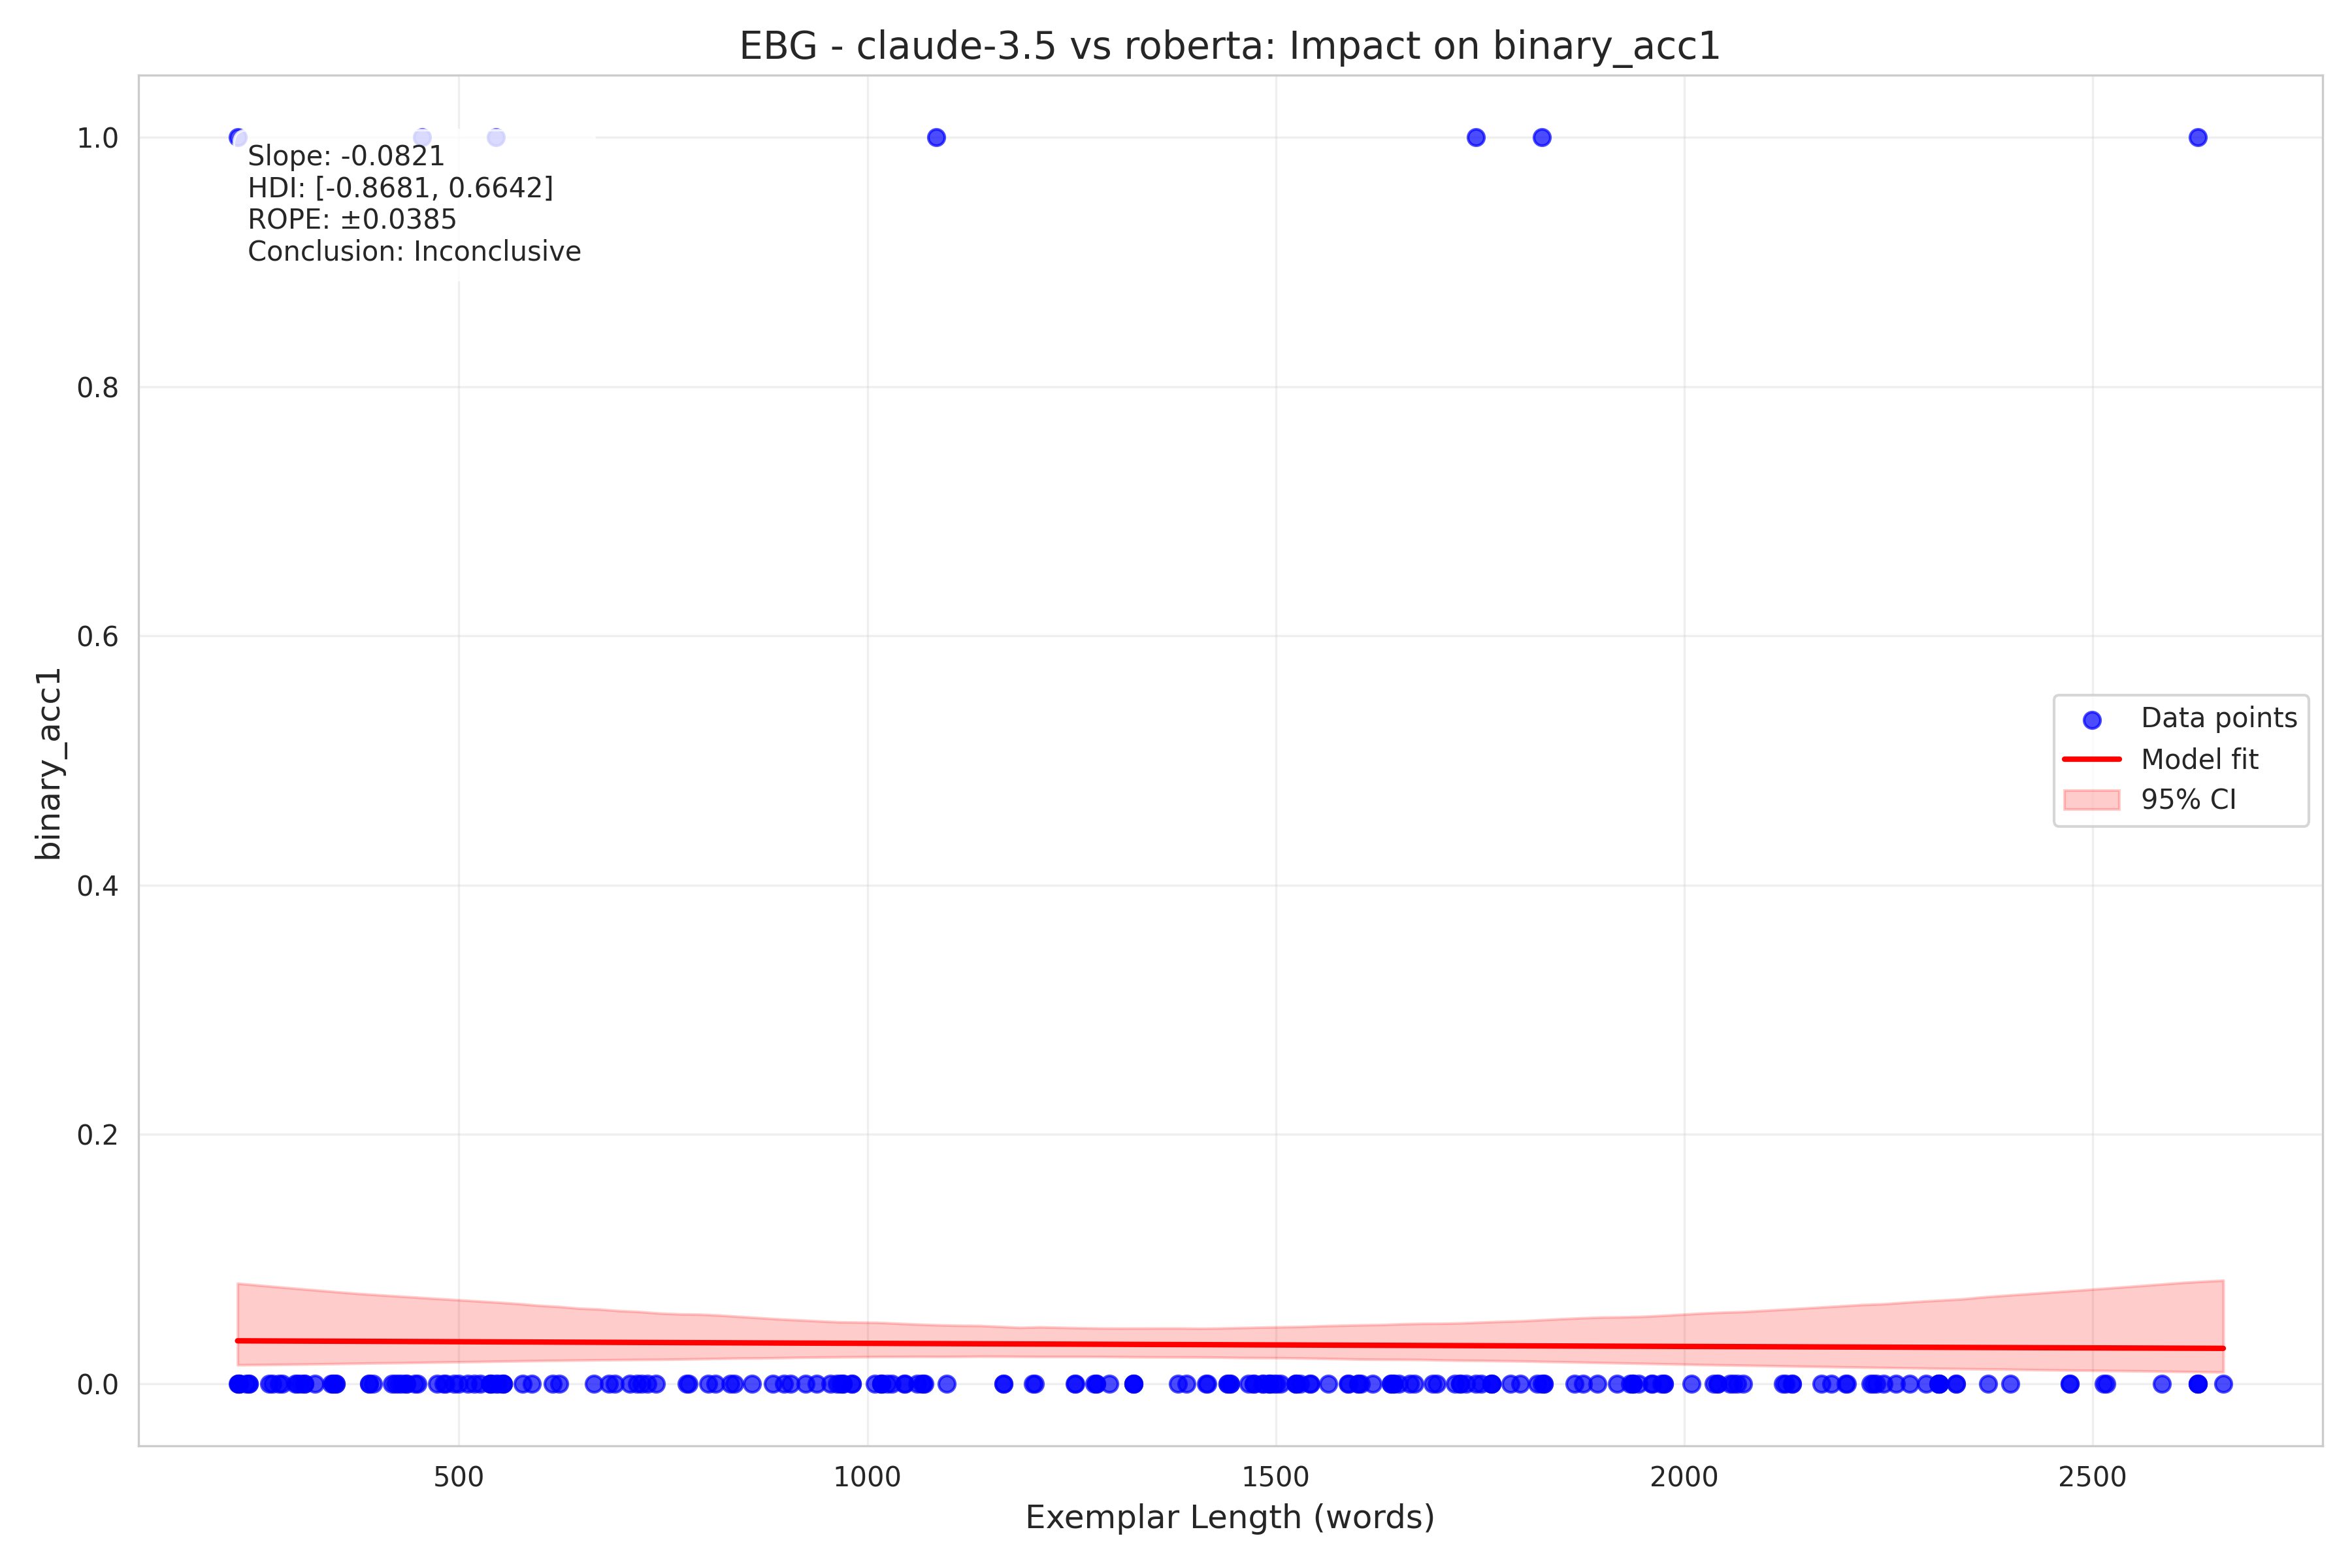 EBG - claude-3.5 vs roberta: Impact on binary_acc1
1.0
0.8
0.6
0.4
0.2
0.0
binary_acc1
Slope: -0.0821
HDI: [-0.8681, 0.6642]
ROPE: ±0.0385
Conclusion: Inconclusive
Data points
Model fit
95% CI
500
1000
1500
2000
2500
Exemplar Length (words)